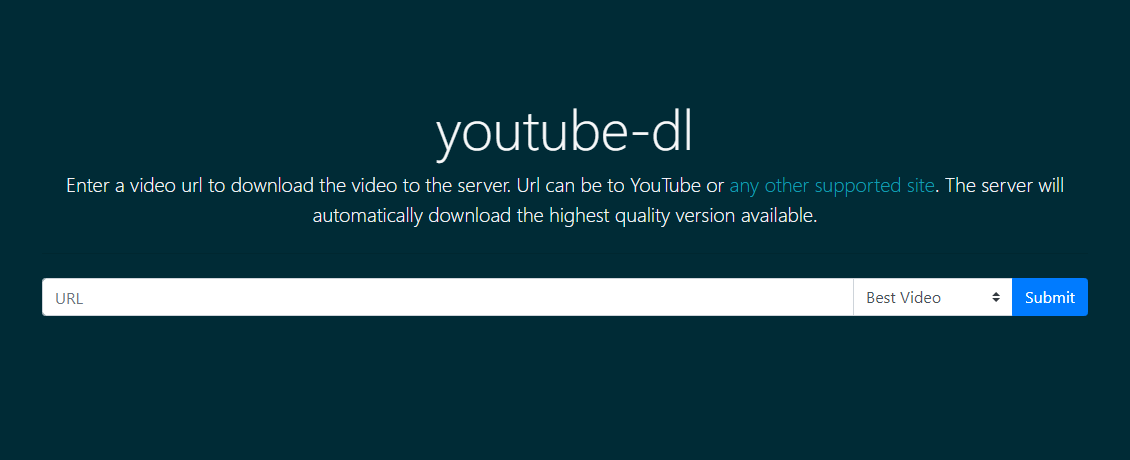 youtube-dl
Enter a video url to download the video to the server. Url can be to YouTube or any other supported site. The server will
automatically download the highest quality version available.
URL
Best Video
Submit